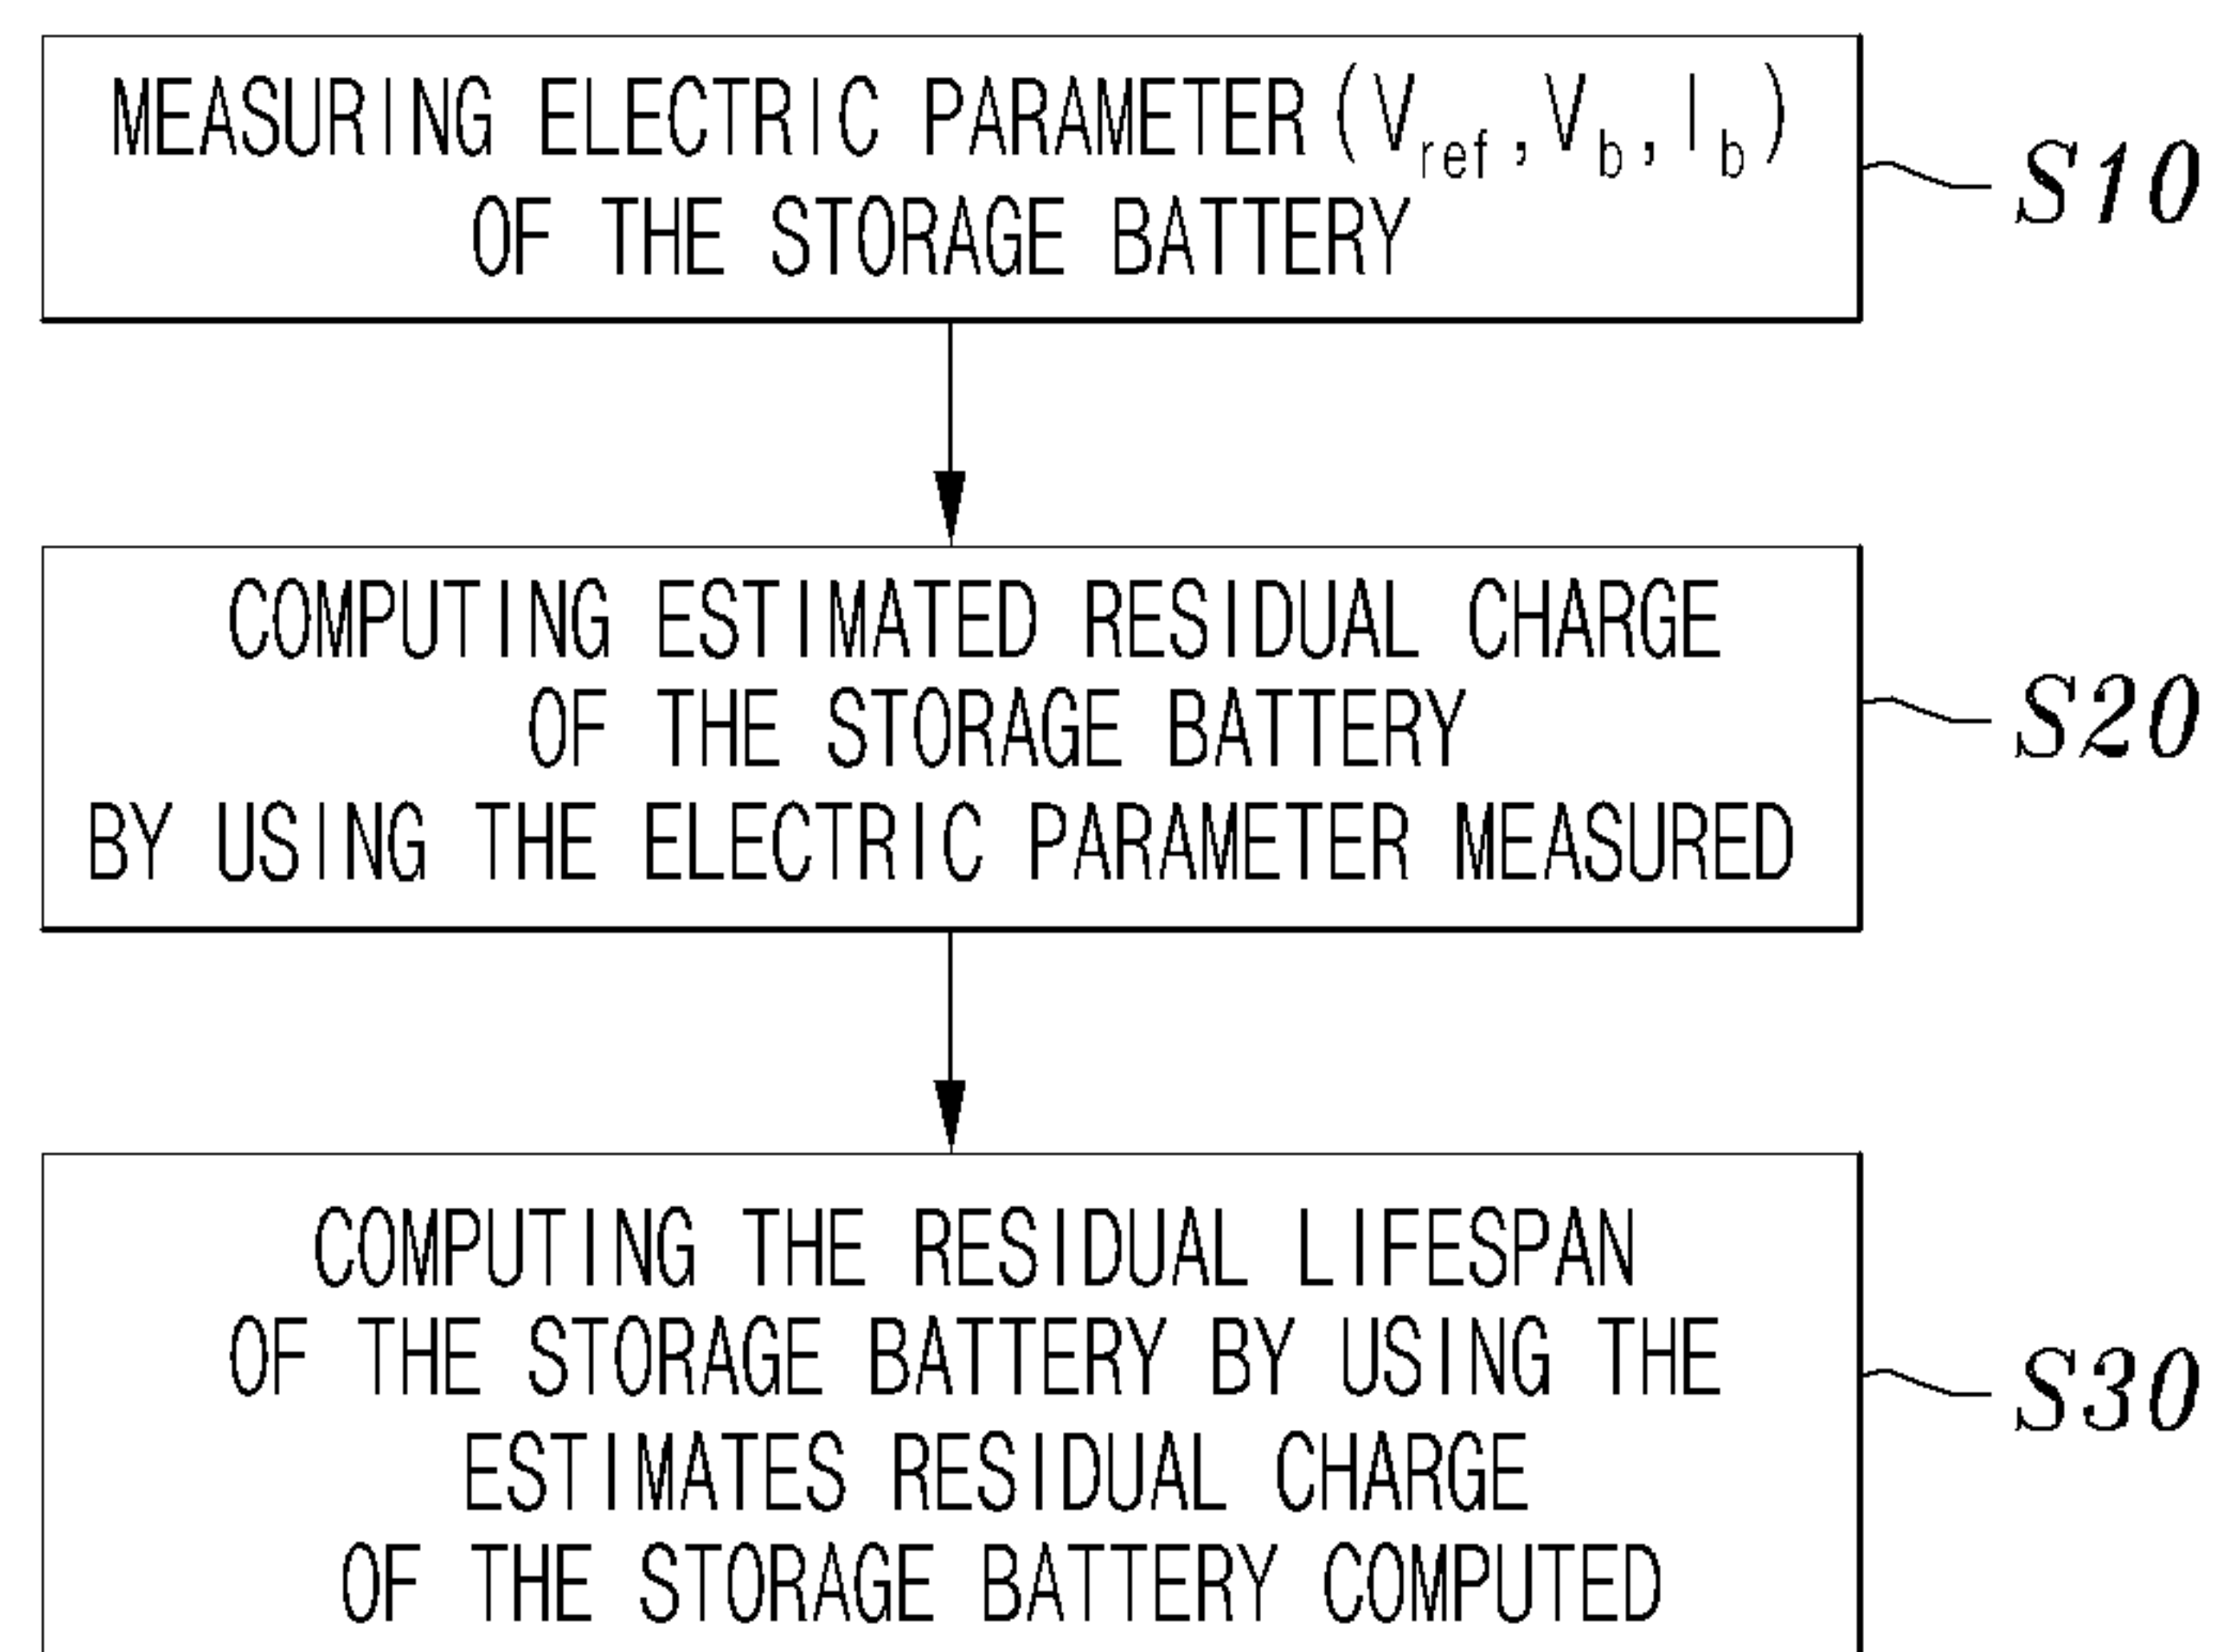 MEASURING ELECTRIC PARAMETER(Vref,Vb,Ib)
OF THE STORAGE BATTERY
S10
COMPUTING ESTIMATED RESIDUAL CHARGE
OF THE STORAGE BATTERY
BY USING THE ELECTRIC PARAMETER MEASURED
S20
COMPUTING THE RESIDUAL LIFESPAN
OF THE STORAGE BATTERY BY USING THE
ESTIMATES RESIDUAL CHARGE
OF THE STORAGE BATTERY COMPUTED
S30